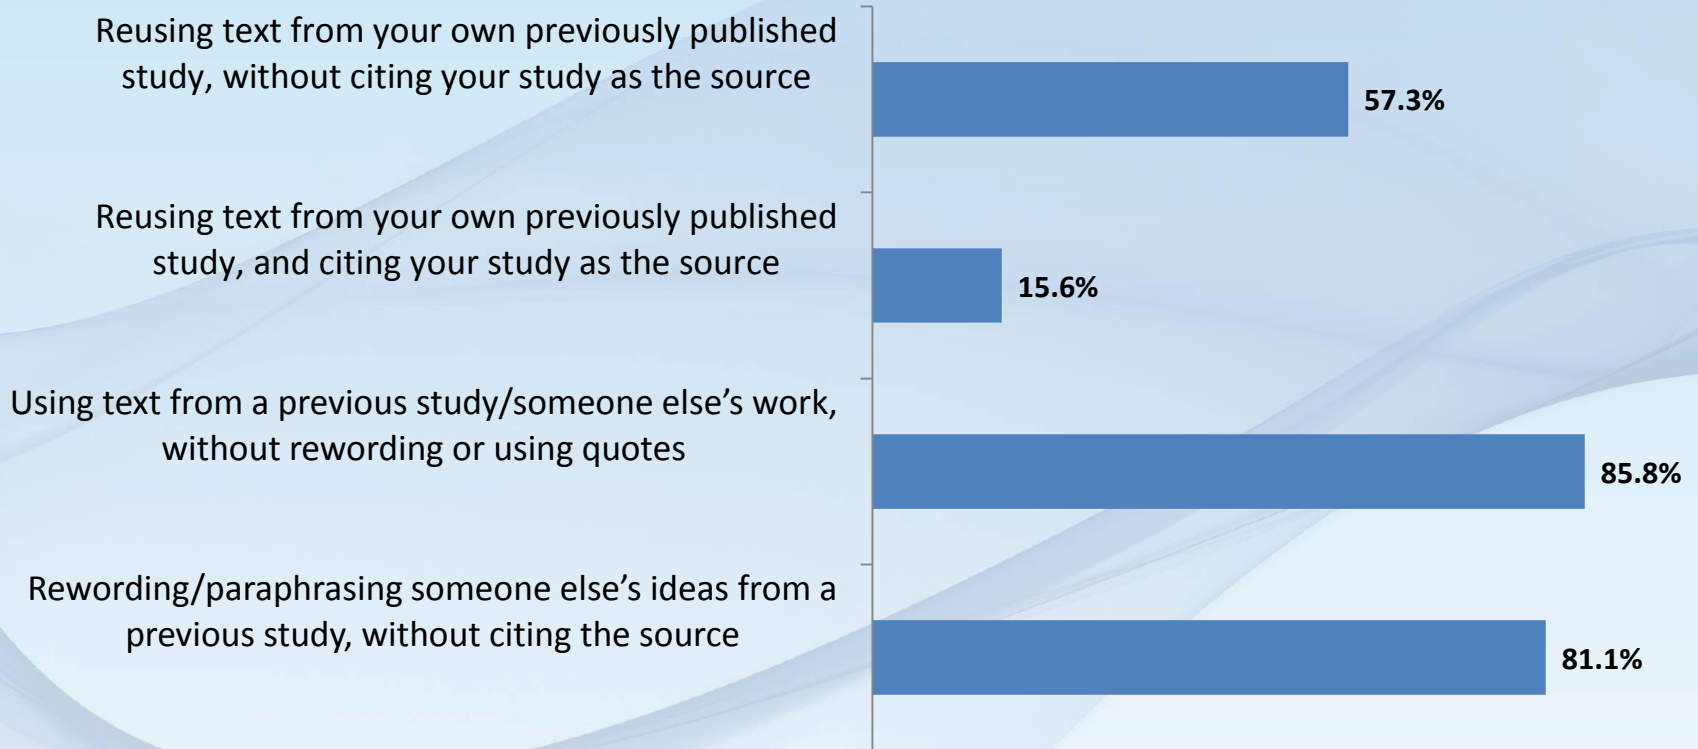 Reusing text from your own previously published
study, without citing your study as the source
57.3%
Reusing text from your own previously published
study, and citing your study as the source
15.6%
Using text from a previous study/someone else’s work,
without rewording or using quotes
85.8%
Rewording/paraphrasing someone else’s ideas from a
previous study, without citing the source
81.1%